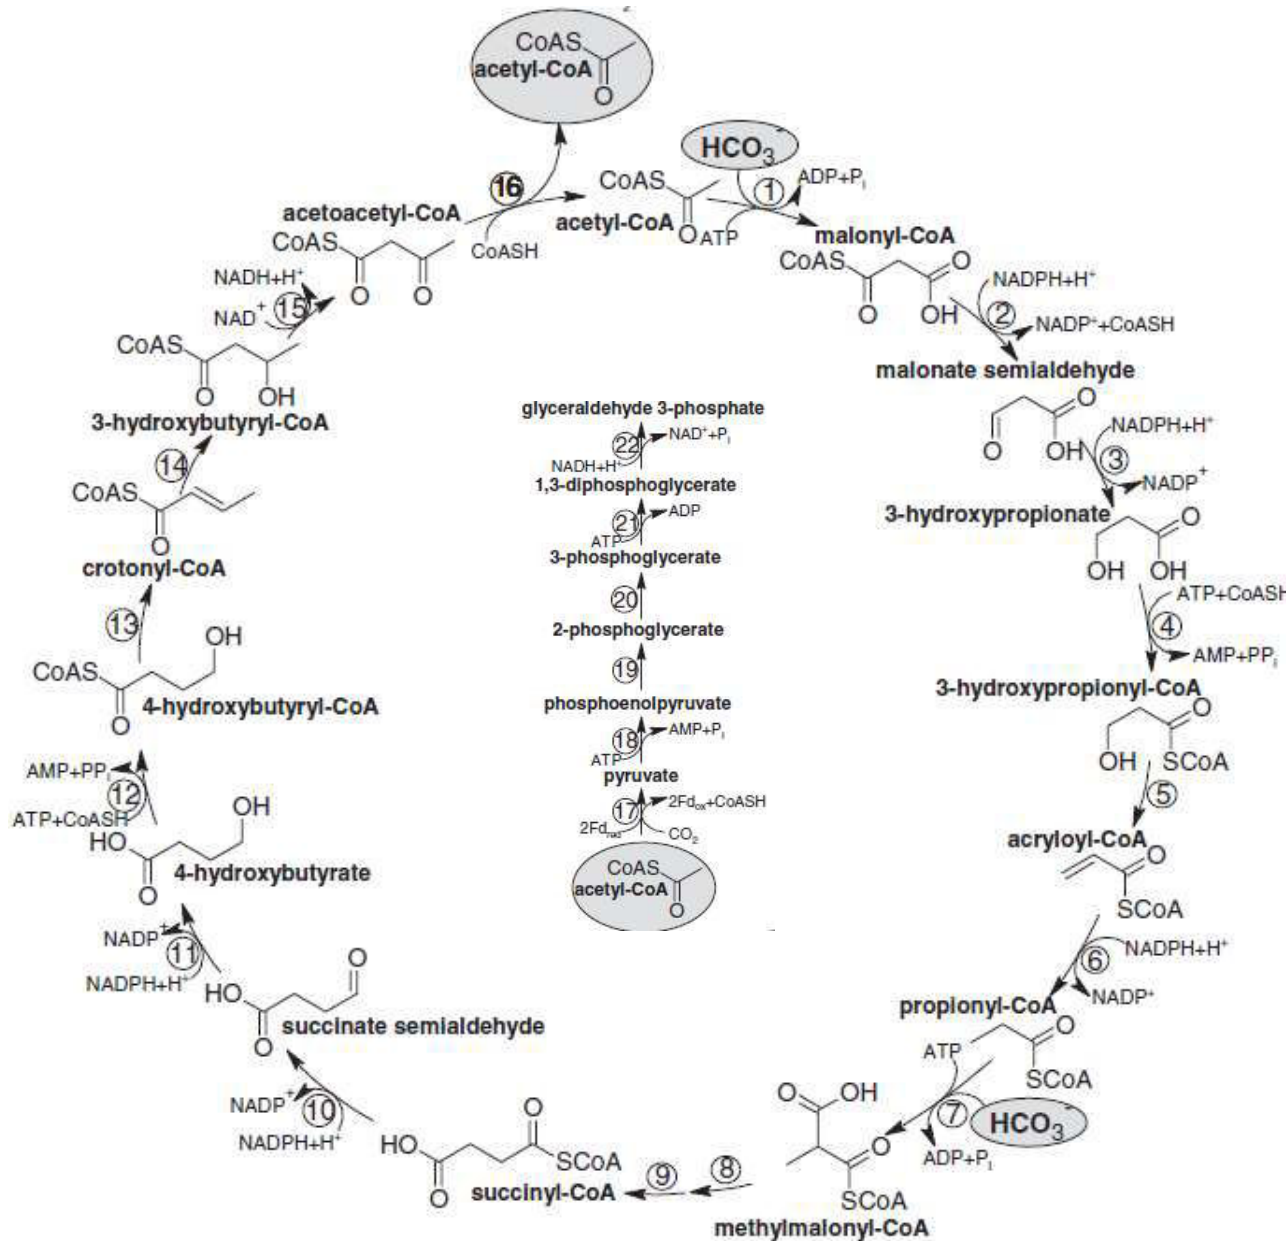 CoAS
acetyl-CoA
O
HCO3-
16
1
ADP+Pi
CoAS
acetyl-CoA
O
ATP
malonyl-CoA
CoAS
O
O
OH
NADPH+H+
2
NADP++CoASH
malonate semialdehyde
O
O
OH
NADPH+H+
3
NADP+
3-hydroxypropionate
O
OH
OH
ATP+CoASH
4
AMP+PPi
3-hydroxypropionyl-CoA
O
OH
SCoA
5
acryloyl-CoA
O
SCoA
6
NADPH+H+
NADP+
propionyl-CoA
O
SCoA
ATP
7
HCO3-
ADP+Pi
O
OH
O
SCoA
methylmalonyl-CoA
8
9
O
HO
SCoA
O
succinyl-CoA
NADP+
10
NADPH+H+
O
HO
O
succinate semialdehyde
NADP+
11
NADPH+H+
OH
HO
O
4-hydroxybutyrate
AMP+PPi
12
ATP+CoASH
OH
CoAS
O
4-hydroxybutyryl-CoA
13
crotonyl-CoA
CoAS
O
14
3-hydroxybutyryl-CoA
CoAS
O
OH
NADH+H+
15
NAD+
acetoacetyl-CoA
CoAS
O
O
CoASH
glyceraldehyde 3-phosphate
22
NAD++Pi
NADH+H+
1,3-diphosphoglycerate
21
ADP
ATP
3-phosphoglycerate
20
2-phosphoglycerate
19
phosphoenolpyruvate
18
AMP+Pi
ATP
pyruvate
17
2Fdox+CoASH
2Fdred
CO2
CoAS
acetyl-CoA
O